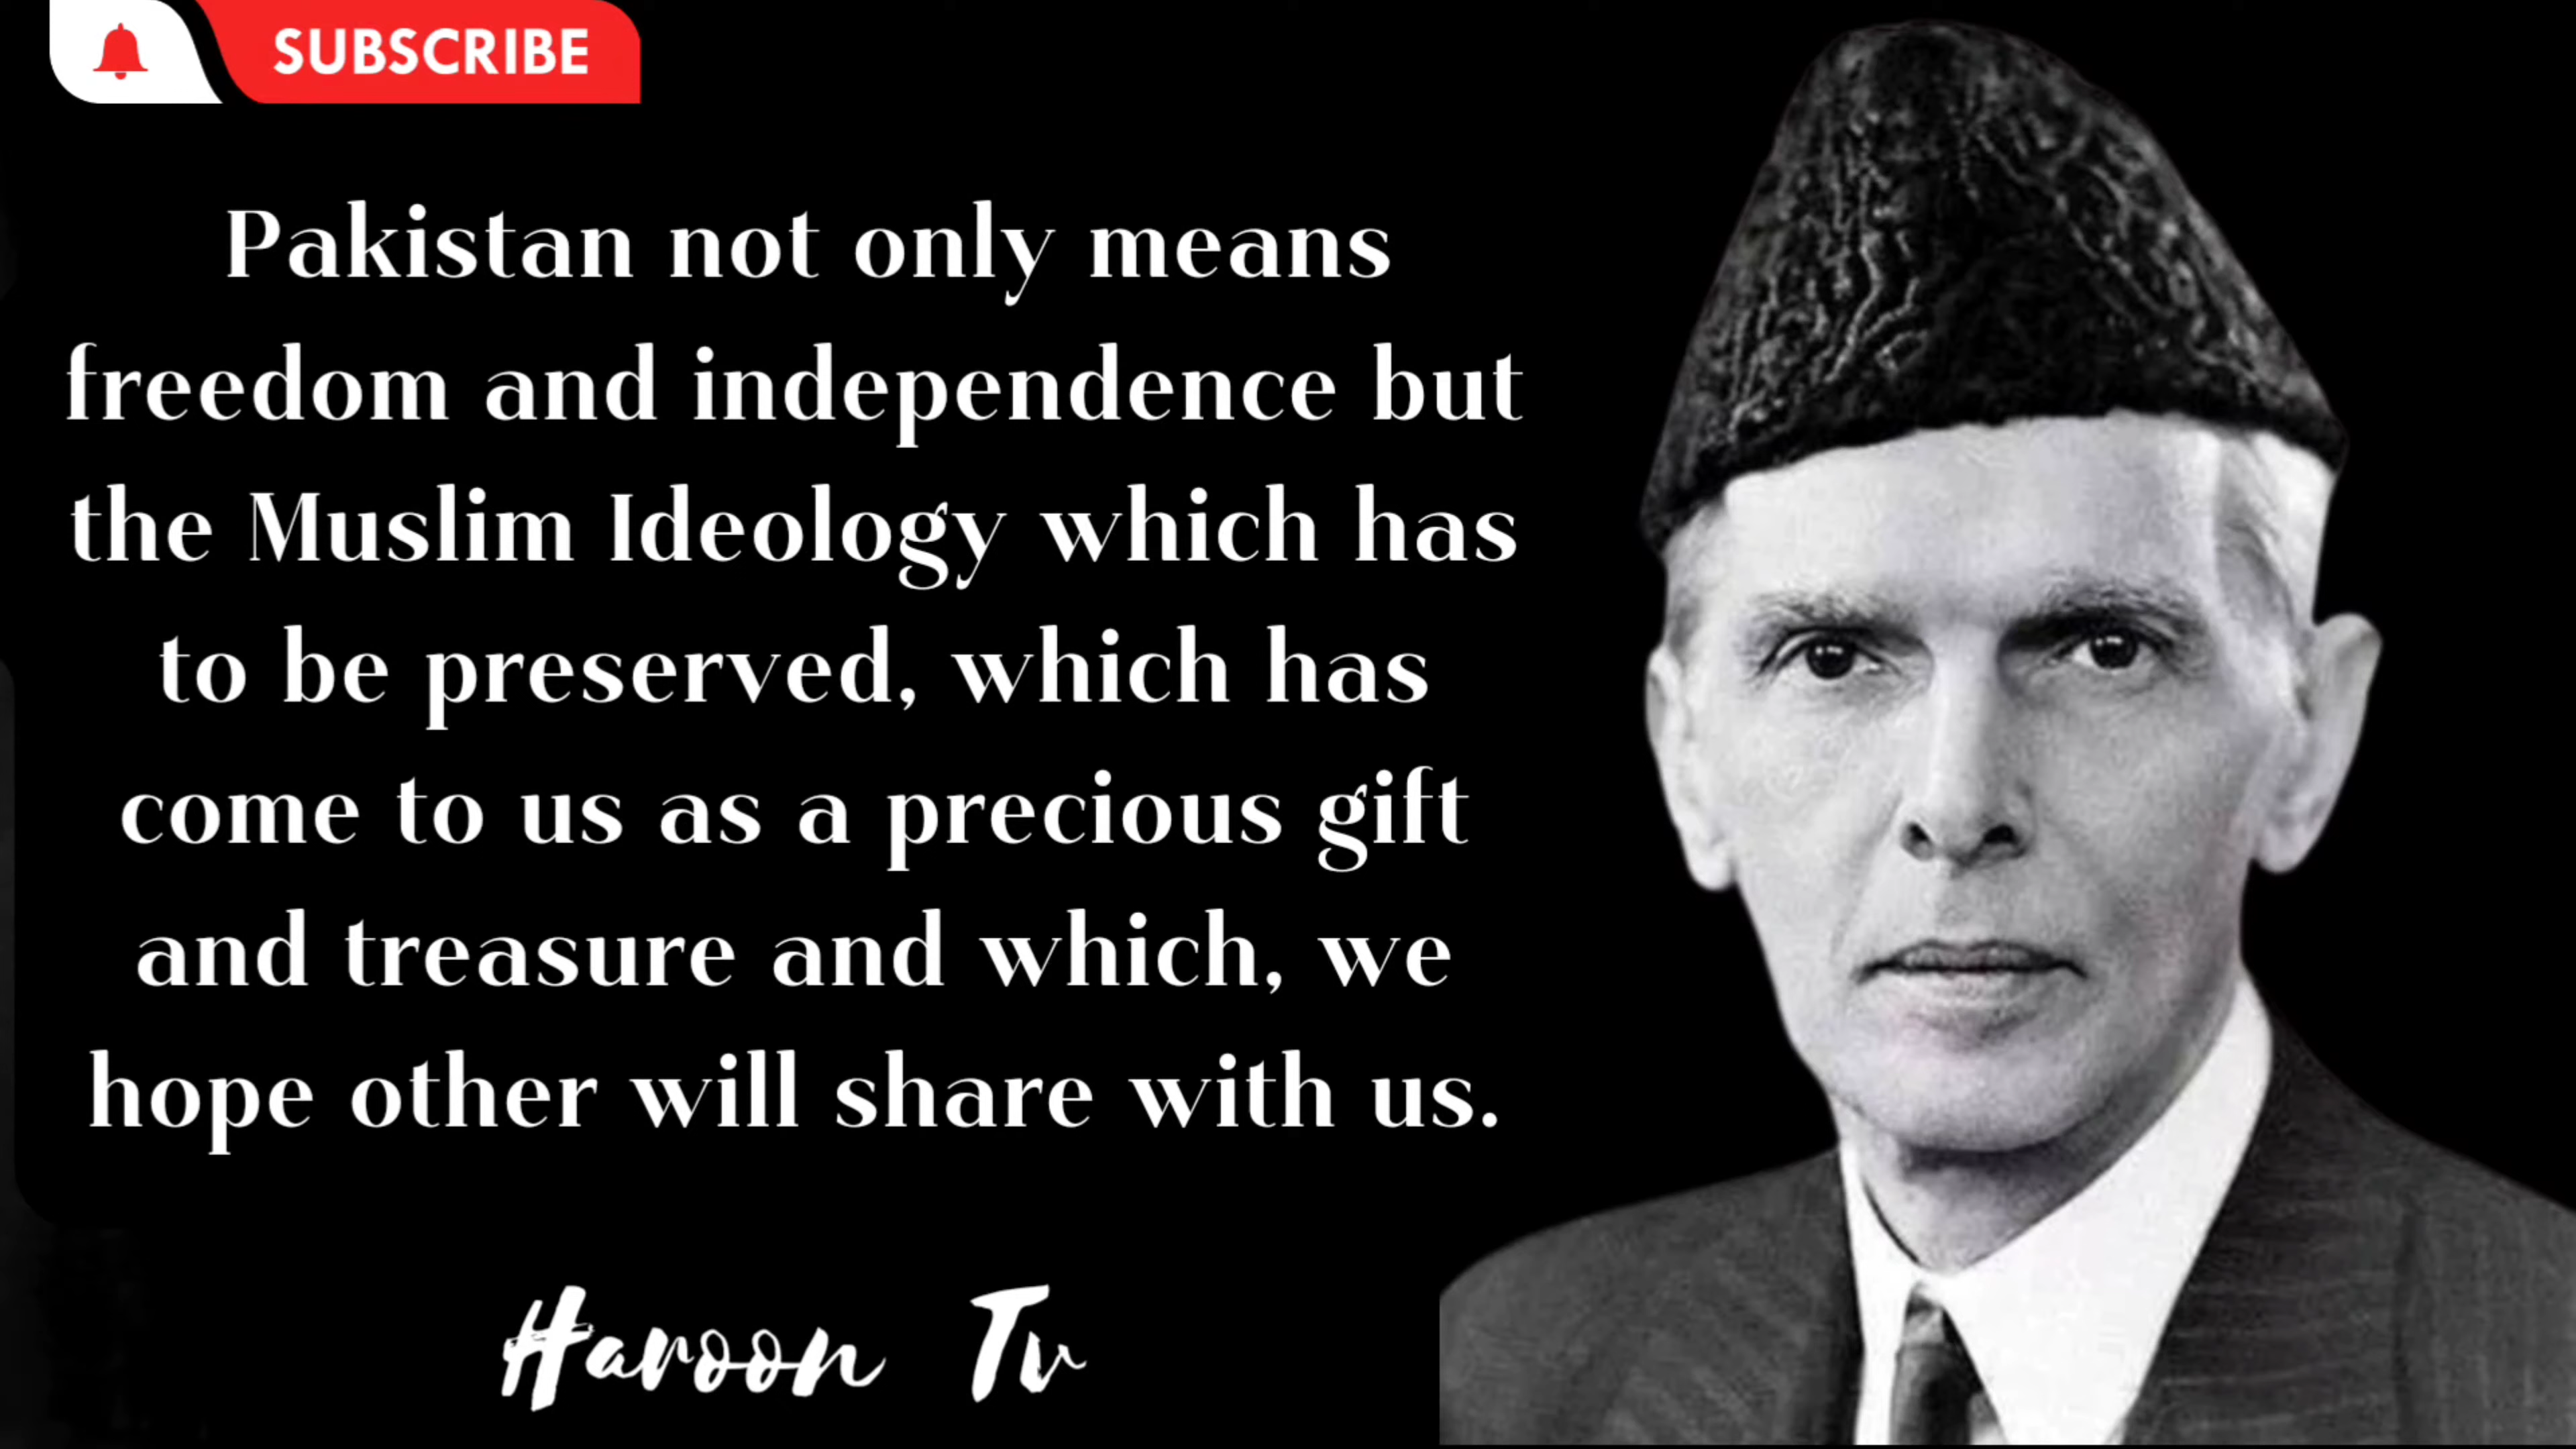 SUBSCRIBE
Pakistan not only means
freedom and independence but
the Muslim Ideology which has
to be preserved, which has
come to us as a precious gift
and treasure and which, we
hope other will share with us.
Haroon Tv